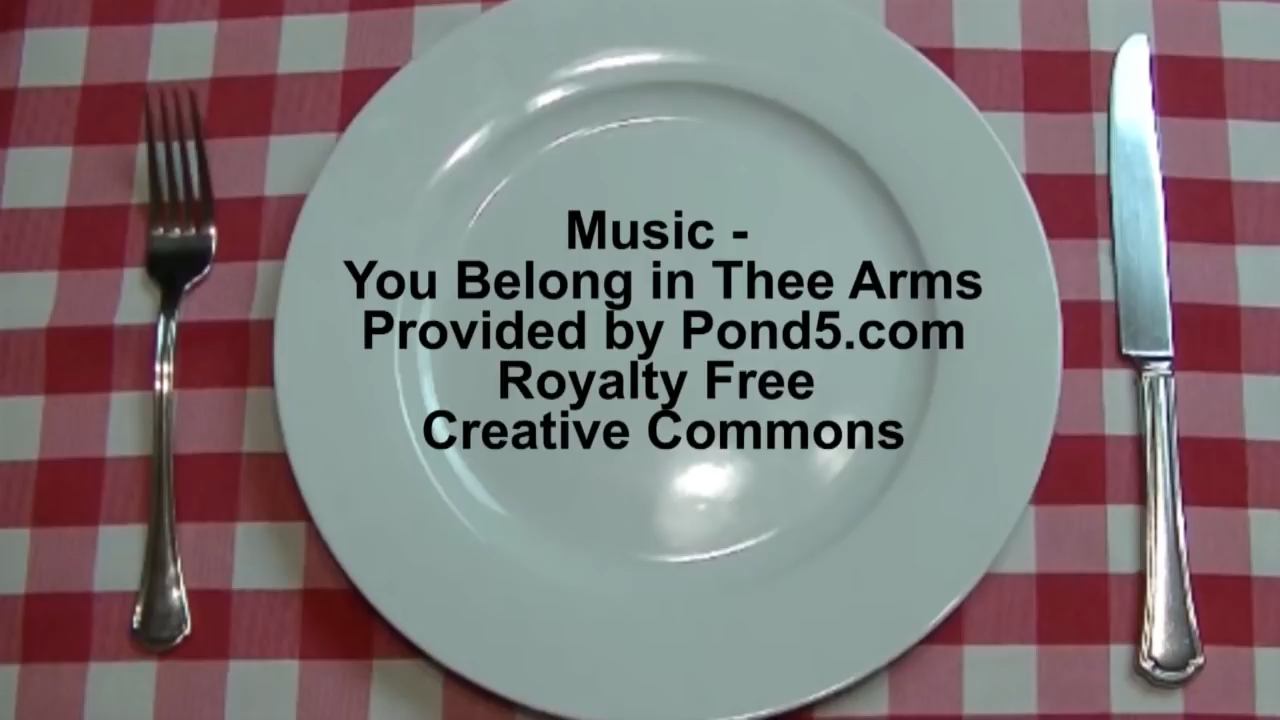 Music -
You Belong in Thee Arms
Provided by Pond5.com
Royalty Free
Creative Commons